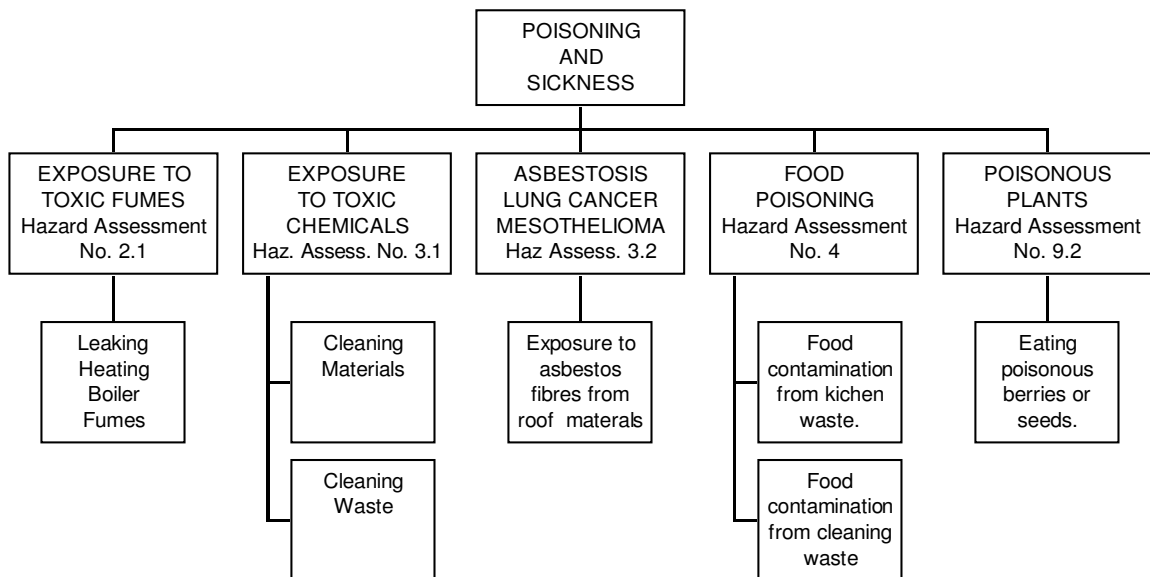 POISONING
AND
SICKNESS
EXPOSURE TO
TOXIC FUMES
Hazard Assessment
No. 2.1
EXPOSURE
TO TOXIC
CHEMICALS
Haz. Assess. No. 3.1
ASBESTOSIS
LUNG CANCER
MESOTHELIOMA
Haz Assess. 3.2
FOOD
POISONING
Hazard Assessment
No. 4
POISONOUS
PLANTS
Hazard Assessment
No. 9.2
Leaking
Heating
Boiler
Fumes
Cleaning
Materials
Cleaning
Waste
Exposure to
asbestos
fibres from
roof materals
Food
contamination
from kichen
waste.
Food
contamination
from cleaning
waste
Eating
poisonous
berries or
seeds.